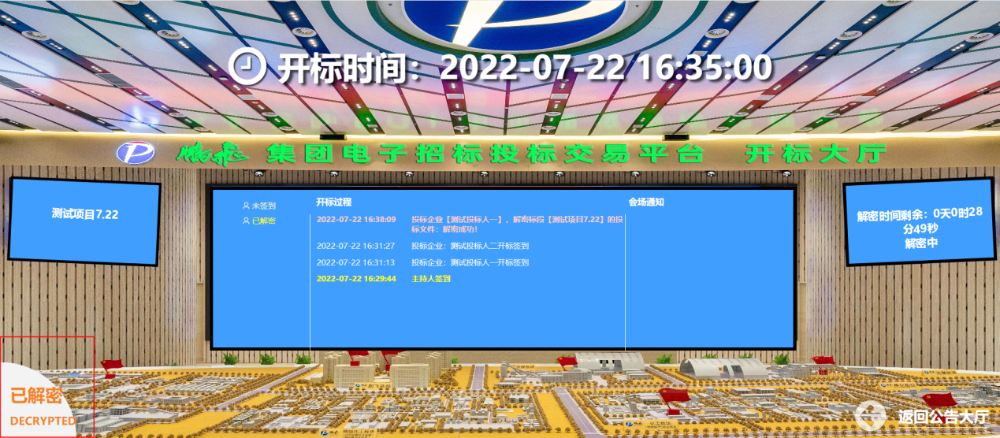 开标时间：2022-07-22 16:35:00
鹏飞 集团电子招标投标交易平台 开标大厅
测试项目7.22
未签到
已解密
开标过程
2022-07-22 16:38:09 投标企业【测试投标人一】，解密标段【测试项目7.22】的投
标文件：解密成功！
2022-07-22 16:31:27 投标企业：测试投标人二开标签到
2022-07-22 16:31:13 投标企业：测试投标人一开标签到
2022-07-22 16:29:44 主持人签到
会场通知
解密时间剩余：0天0时28
分49秒
解密中
已解密
DECRYPTED
返回公告大厅